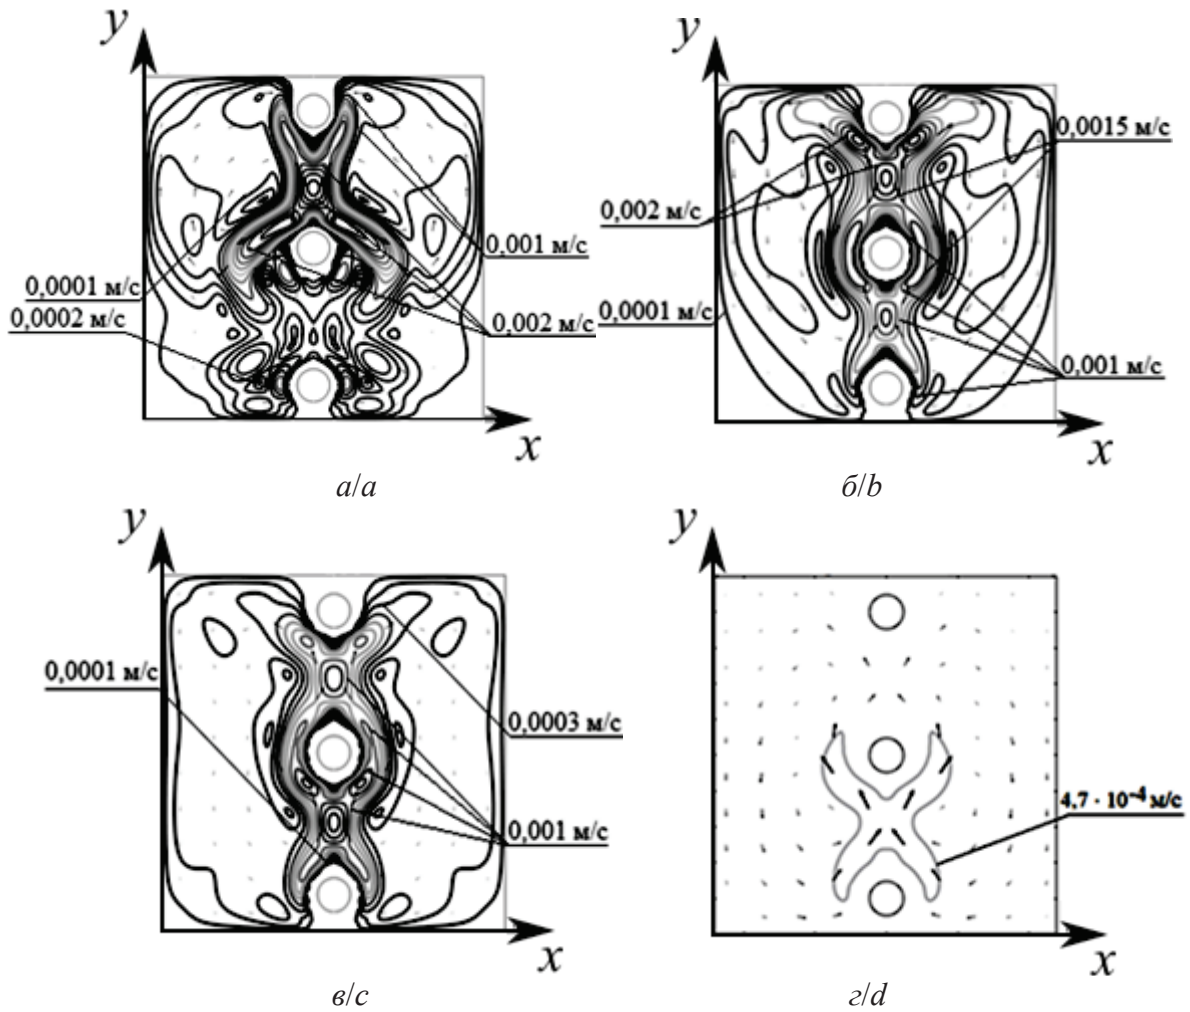 y
y
0,0015 м/с
0,002 м/с
0,001 м/с
0,0001 м/с
0,0002 м/с
0,002 м/с
0,0001 м/с
0,001 м/с
x
x
а/a
б/b
y
y
0,0001 м/с
0,0003 м/с
0,001 м/с
4,7 · 10⁻⁴ м/с
x
x
в/c
г/d